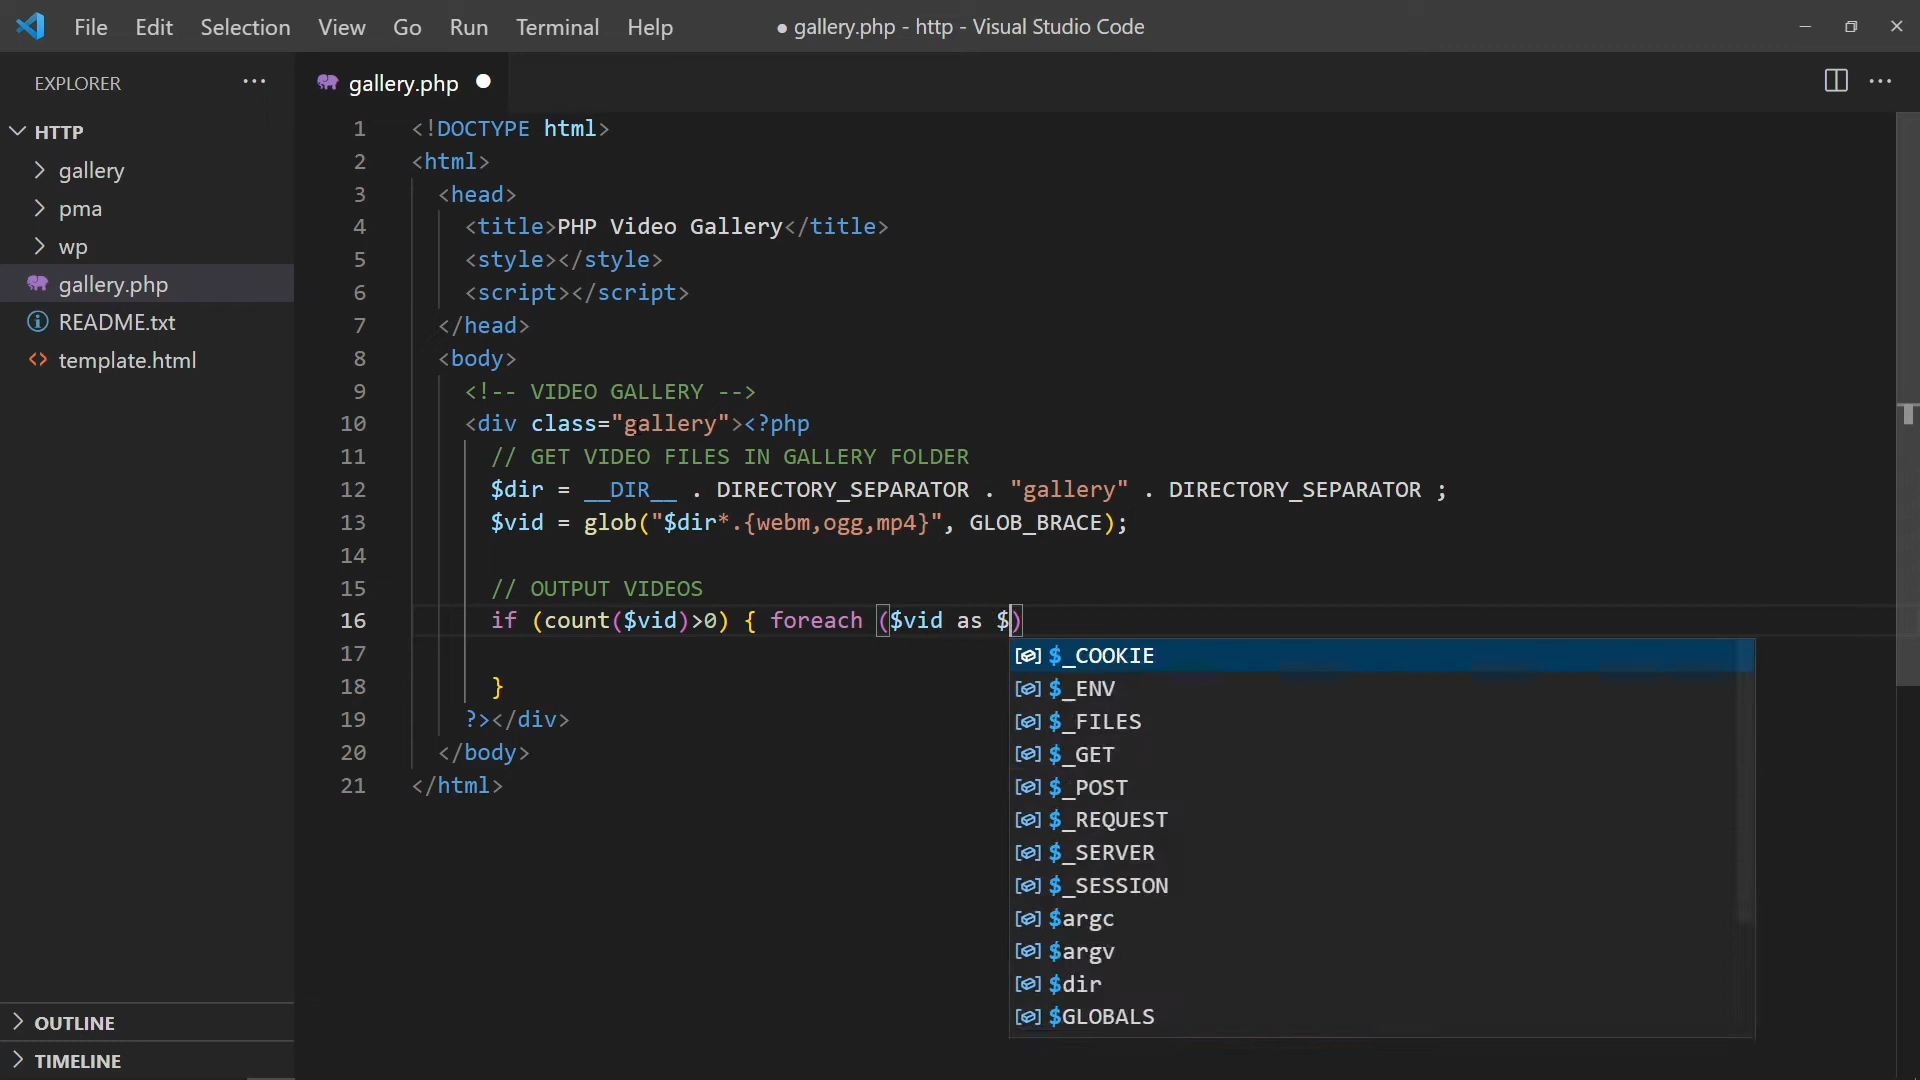 File Edit Selection View Go Run Terminal Help ● gallery.php - http - Visual Studio Code
EXPLORER ···
HTTP
gallery
pma
wp
gallery.php
README.txt
template.html
OUTLINE
TIMELINE
gallery.php ●
1 <!DOCTYPE html>
2 <html>
3 <head>
4 <title>PHP Video Gallery</title>
5 <style></style>
6 <script></script>
7 </head>
8 <body>
9 <!-- VIDEO GALLERY -->
10 <div class="gallery"><?php
11 // GET VIDEO FILES IN GALLERY FOLDER
12 $dir = __DIR__ . DIRECTORY_SEPARATOR . "gallery" . DIRECTORY_SEPARATOR ;
13 $vid = glob("$dir*.{webm,ogg,mp4}", GLOB_BRACE);
14
15 // OUTPUT VIDEOS
16 if (count($vid)>0) { foreach ($vid as $)
17
18 }
19 ?></div>
20 </body>
21 </html>
$_COOKIE
$_ENV
$_FILES
$_GET
$_POST
$_REQUEST
$_SERVER
$_SESSION
$argc
$argv
$dir
$GLOBALS